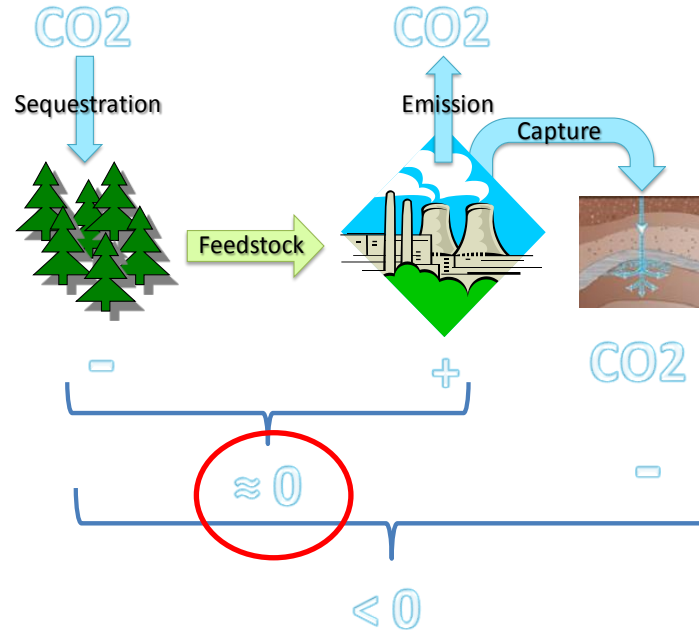 CO2 CO2
Sequestration Emission
Capture
Feedstock
CO2
- +
≈ 0 -
< 0